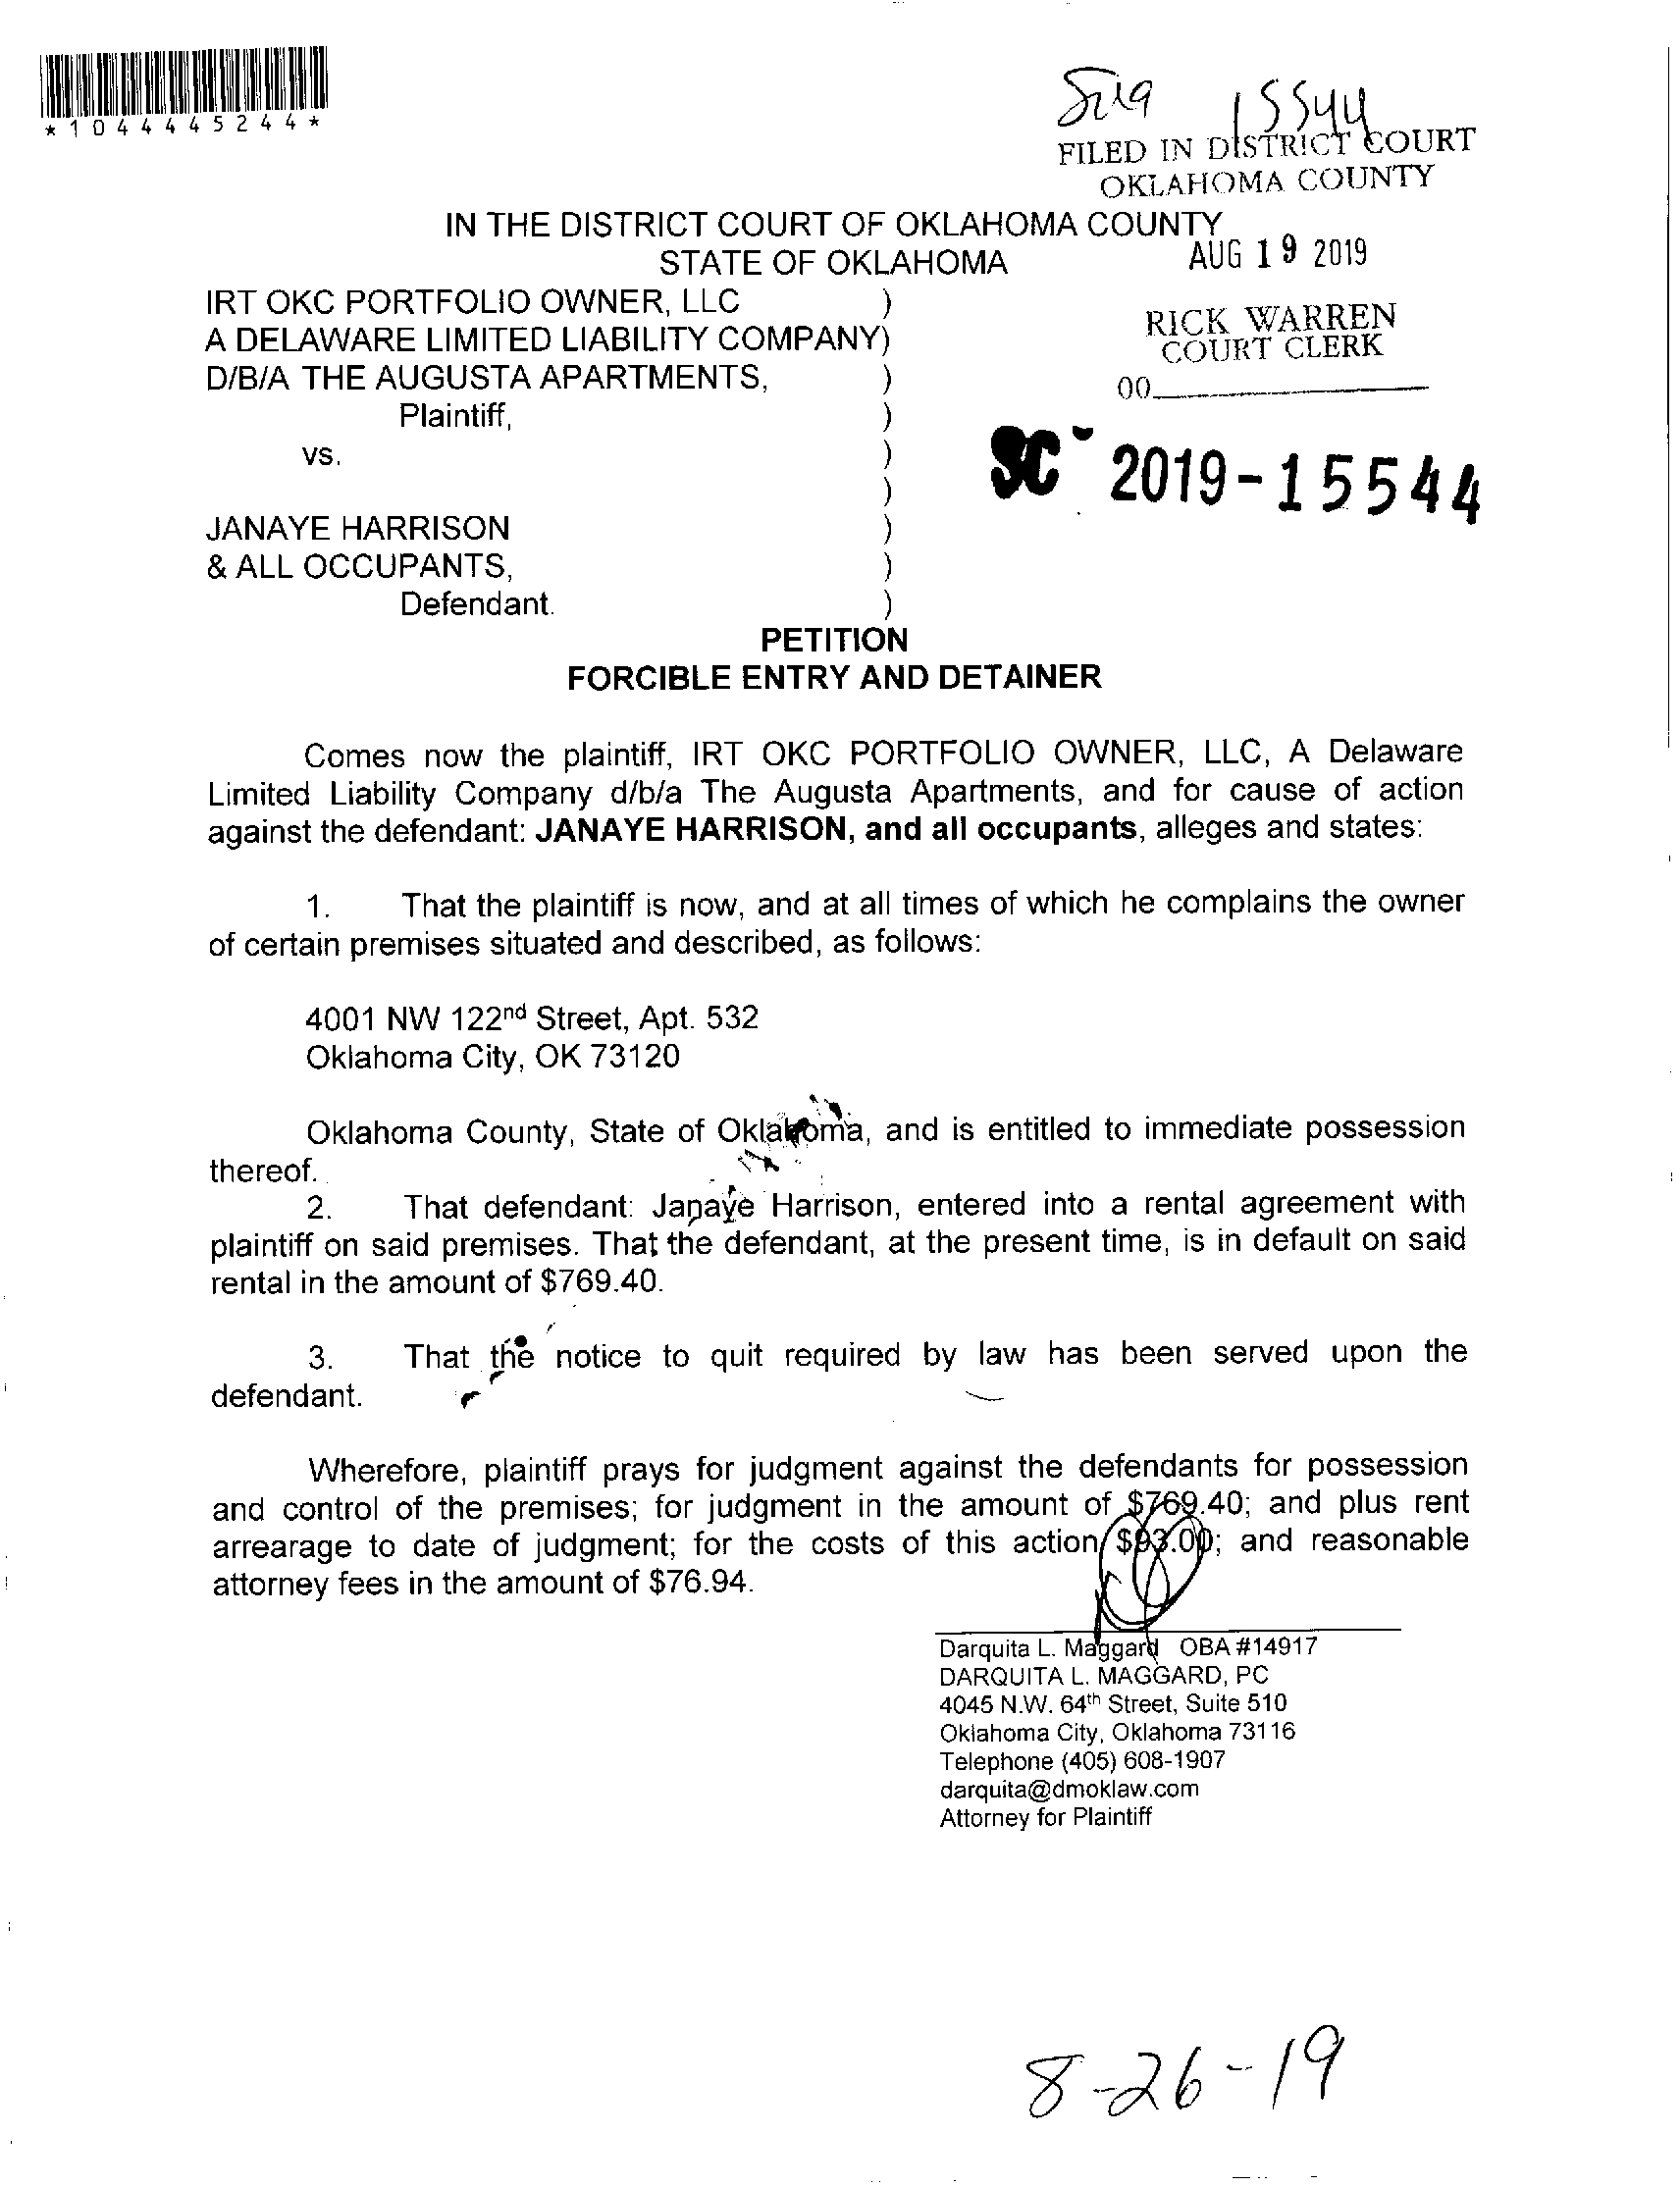 *1044445244*
15544
FILED IN DISTRICT COURT
OKLAHOMA COUNTY
IN THE DISTRICT COURT OF OKLAHOMA COUNTY
STATE OF OKLAHOMA
AUG 19 2019
IRT OKC PORTFOLIO OWNER, LLC )
A DELAWARE LIMITED LIABILITY COMPANY)
D/B/A THE AUGUSTA APARTMENTS, )
Plaintiff, )
RICK WARREN
COURT CLERK
00
vs. )
)
SC - 2019-15544
JANAYE HARRISON )
& ALL OCCUPANTS, )
Defendant. )
PETITION
FORCIBLE ENTRY AND DETAINER
Comes now the plaintiff, IRT OKC PORTFOLIO OWNER, LLC, A Delaware
Limited Liability Company d/b/a The Augusta Apartments, and for cause of action
against the defendant: JANAYE HARRISON, and all occupants, alleges and states:
1. That the plaintiff is now, and at all times of which he complains the owner
of certain premises situated and described, as follows:
4001 NW 122nd Street, Apt. 532
Oklahoma City, OK 73120
Oklahoma County, State of Oklahoma, and is entitled to immediate possession
thereof.
2. That defendant: Janaye Harrison, entered into a rental agreement with
plaintiff on said premises. That the defendant, at the present time, is in default on said
rental in the amount of $769.40.
3. That the notice to quit required by law has been served upon the
defendant.
Wherefore, plaintiff prays for judgment against the defendants for possession
and control of the premises; for judgment in the amount of $769.40; and plus rent
arrearage to date of judgment; for the costs of this action $93.00; and reasonable
attorney fees in the amount of $76.94.
Darquita L. Maggard OBA #14917
DARQUITA L. MAGGARD, PC
4045 N.W. 64th Street, Suite 510
Oklahoma City, Oklahoma 73116
Telephone (405) 608-1907
darquita@dmoklaw.com
Attorney for Plaintiff
8-26-19